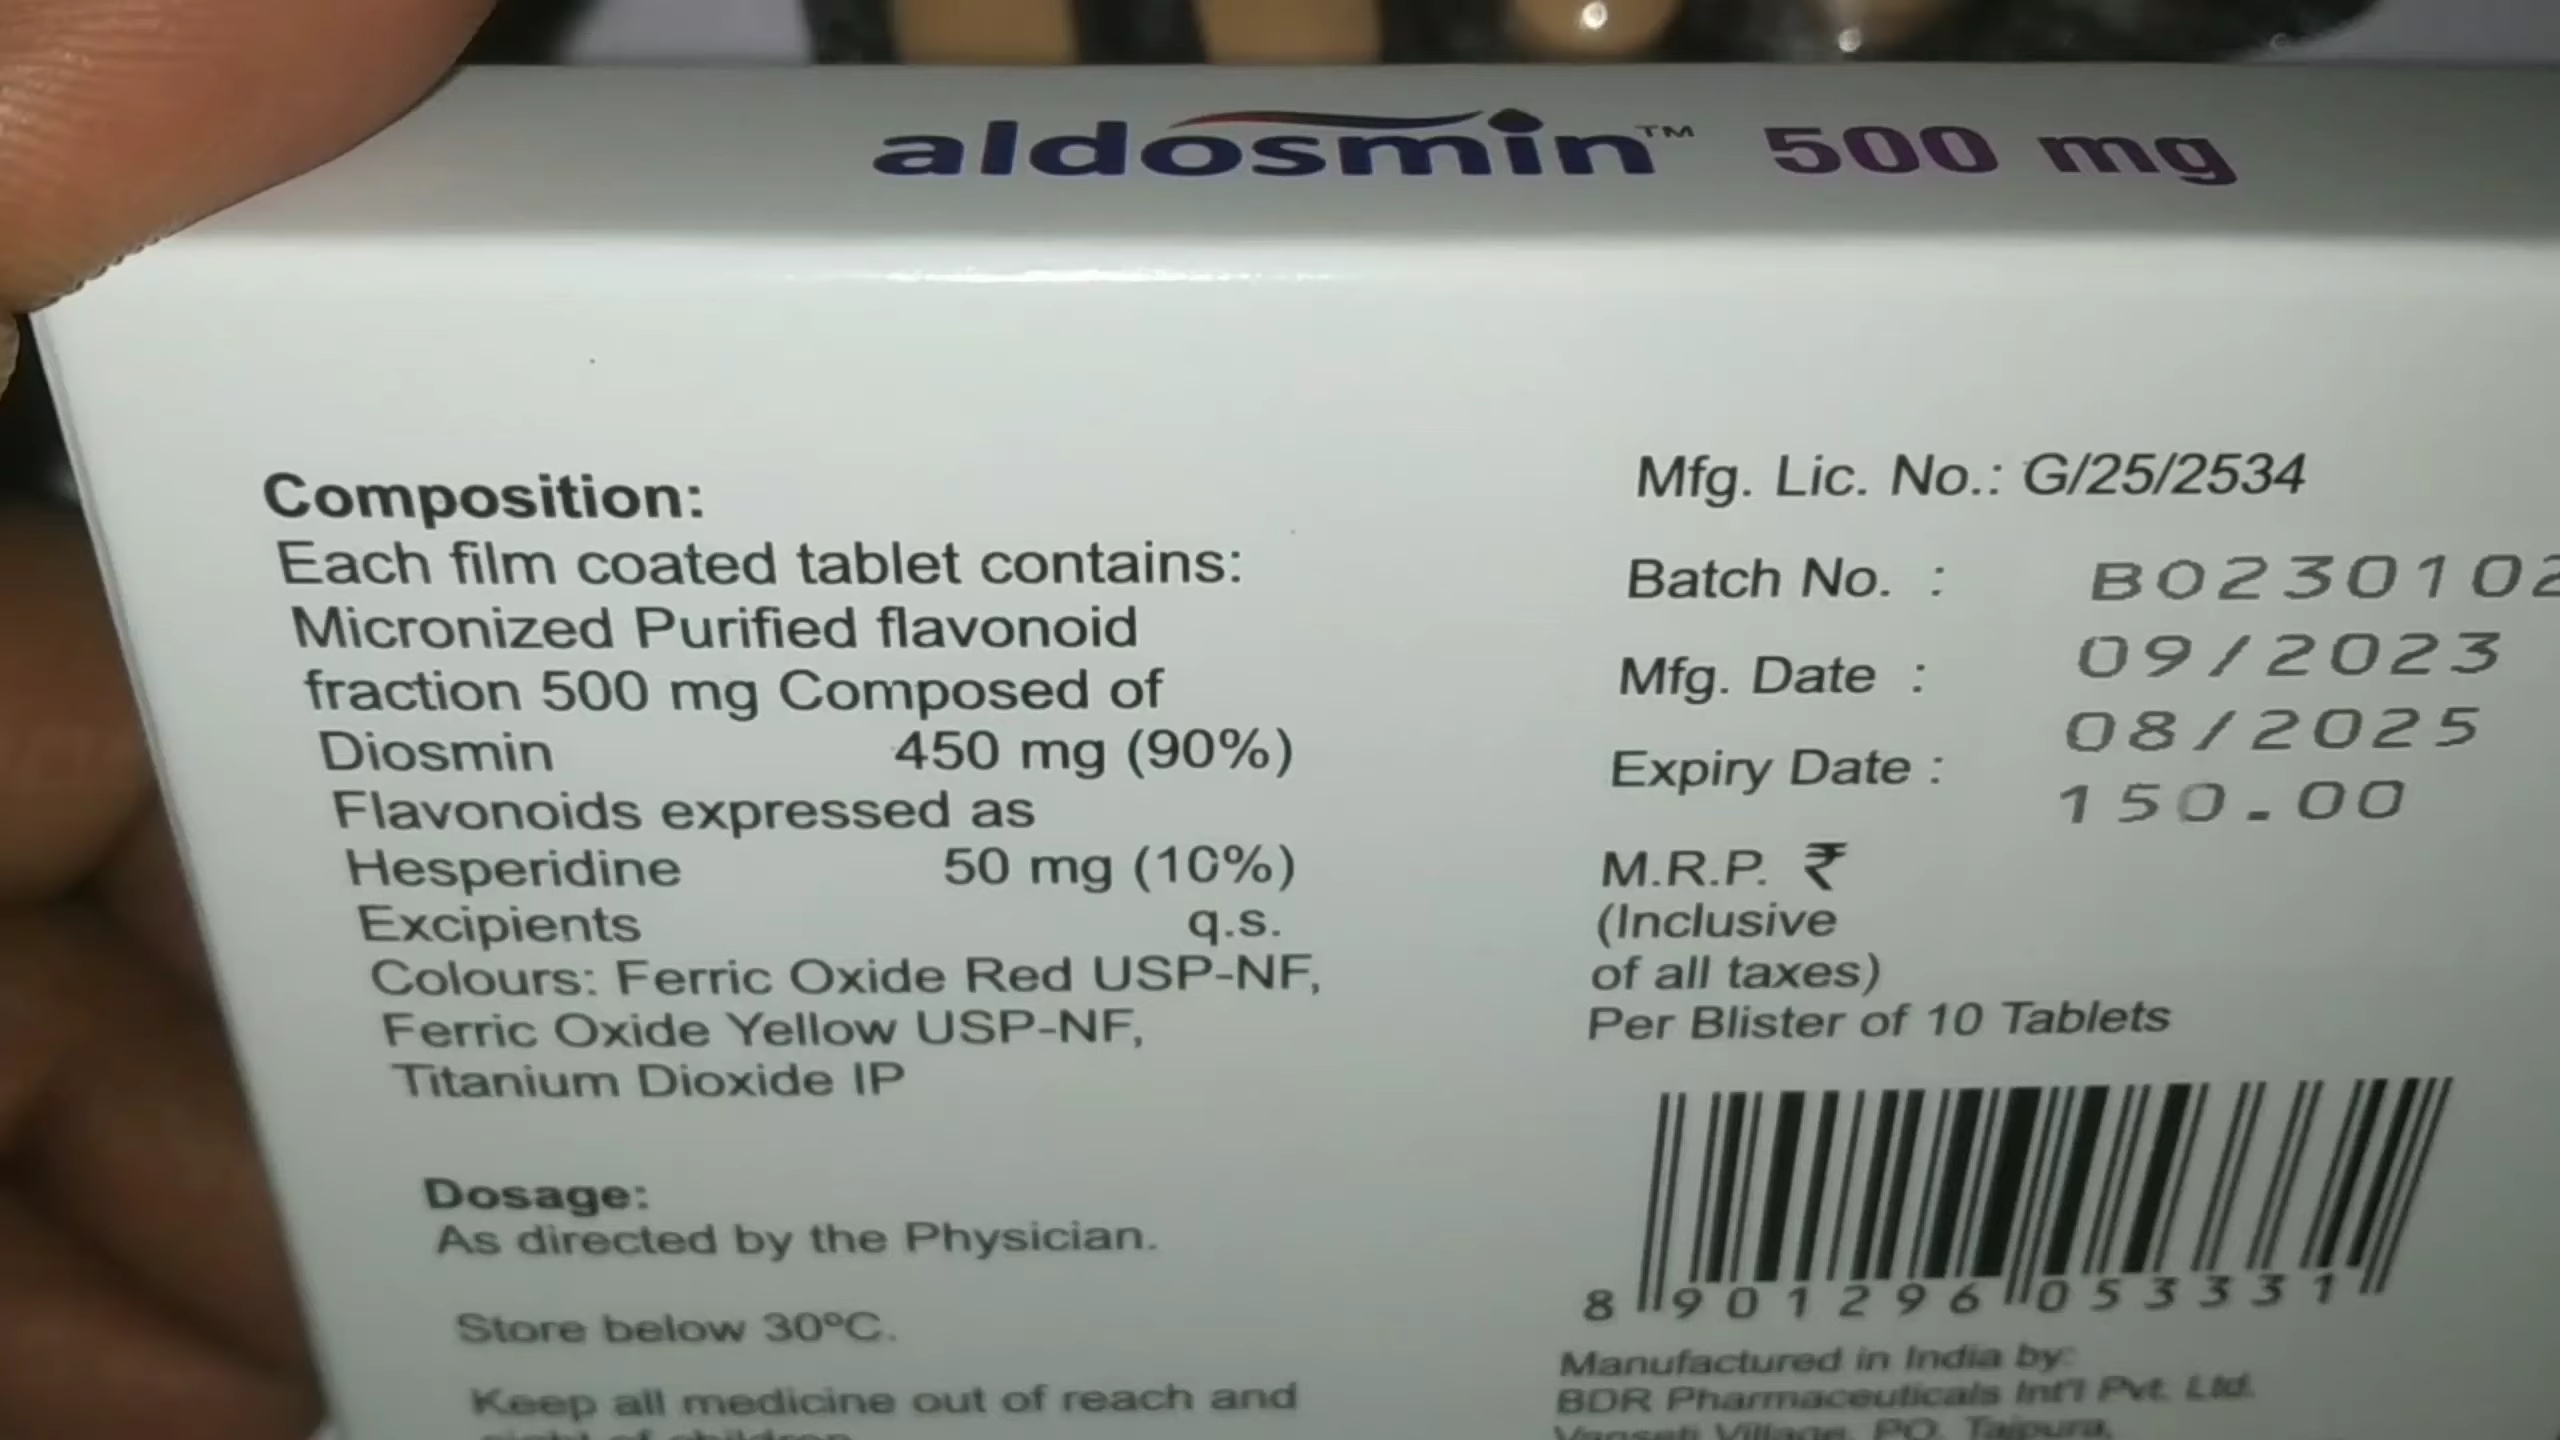 aldosmin™ 500 mg
Composition:
Each film coated tablet contains:
Micronized Purified flavonoid
fraction 500 mg Composed of
Diosmin 450 mg (90%)
Flavonoids expressed as
Hesperidine 50 mg (10%)
Excipients q.s.
Colours: Ferric Oxide Red USP-NF,
Ferric Oxide Yellow USP-NF,
Titanium Dioxide IP
Dosage:
As directed by the Physician.
Store below 30°C.
Keep all medicine out of reach and
Mfg. Lic. No.: G/25/2534
Batch No. : B0230102
Mfg. Date : 09/2023
Expiry Date : 08/2025
150.00
M.R.P. ₹
(Inclusive
of all taxes)
Per Blister of 10 Tablets
8 901296 053331
Manufactured in India by:
BDR Pharmaceuticals Int'l Pvt. Ltd.
Village, PO. Tajpura,